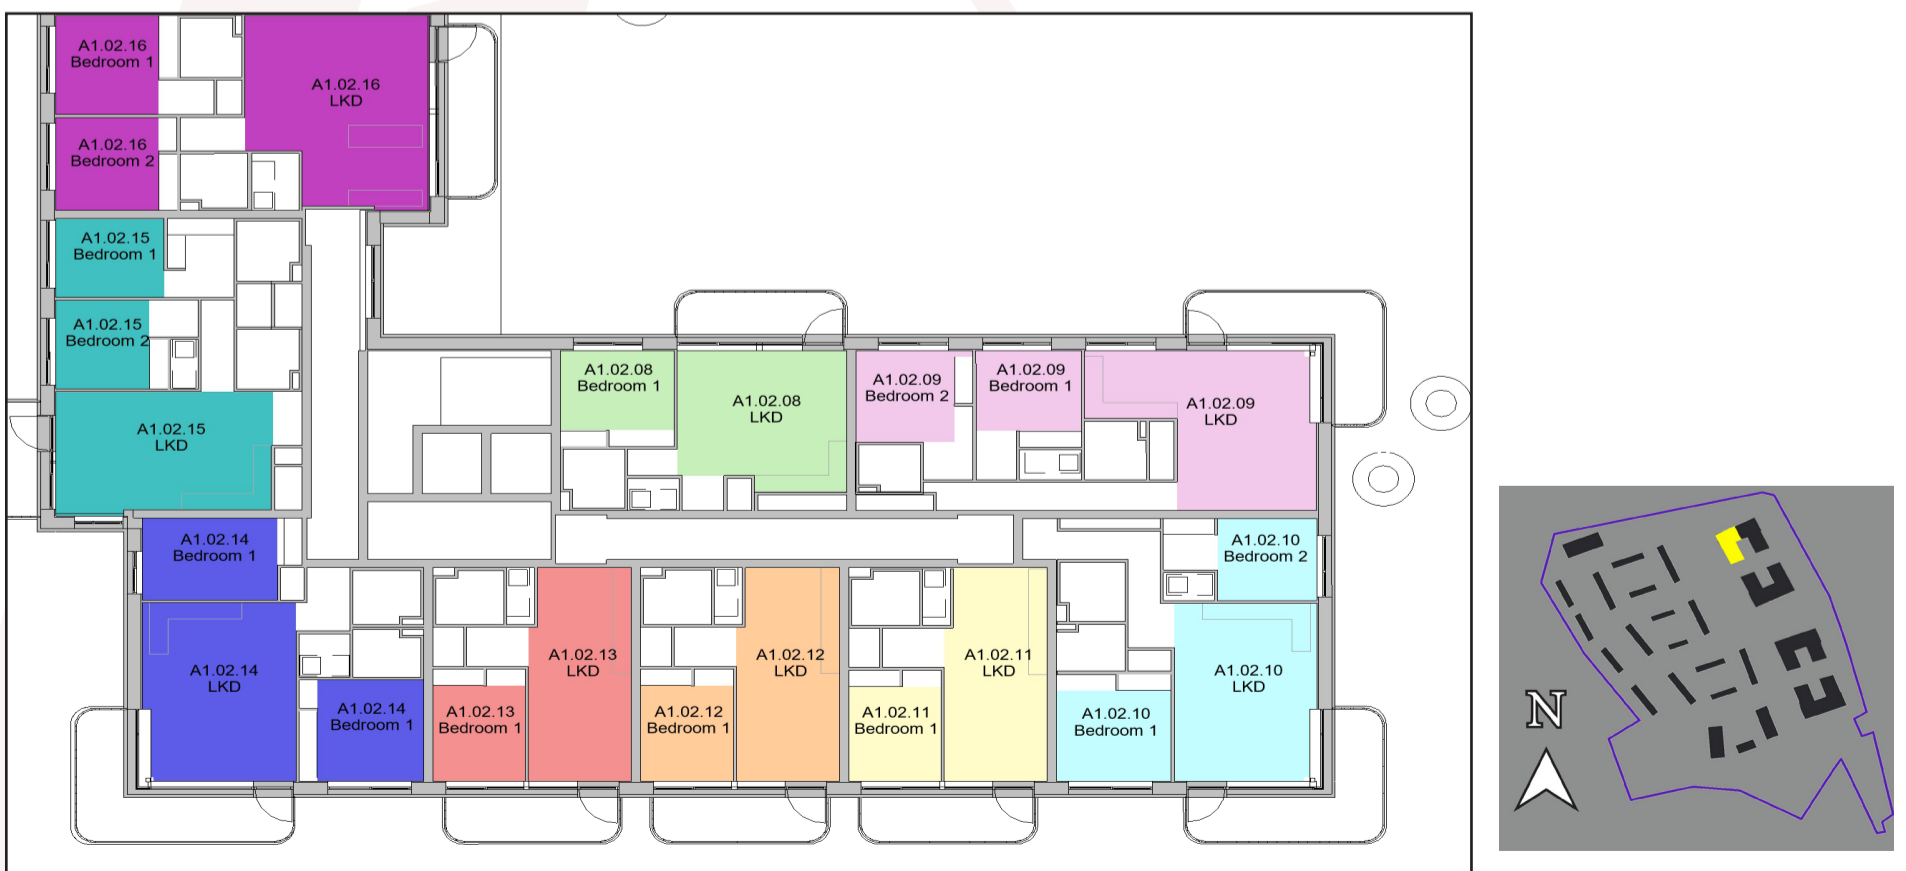 A1.02.16
Bedroom 1
A1.02.16
LKD
A1.02.16
Bedroom 2
A1.02.15
Bedroom 1
A1.02.15
Bedroom 2
A1.02.15
LKD
A1.02.08
Bedroom 1
A1.02.08
LKD
A1.02.09
Bedroom 2
A1.02.09
Bedroom 1
A1.02.09
LKD
A1.02.14
Bedroom 1
A1.02.10
Bedroom 2
A1.02.14
LKD
A1.02.14
Bedroom 1
A1.02.13
LKD
A1.02.13
Bedroom 1
A1.02.12
LKD
A1.02.12
Bedroom 1
A1.02.11
LKD
A1.02.11
Bedroom 1
A1.02.10
LKD
A1.02.10
Bedroom 1
N